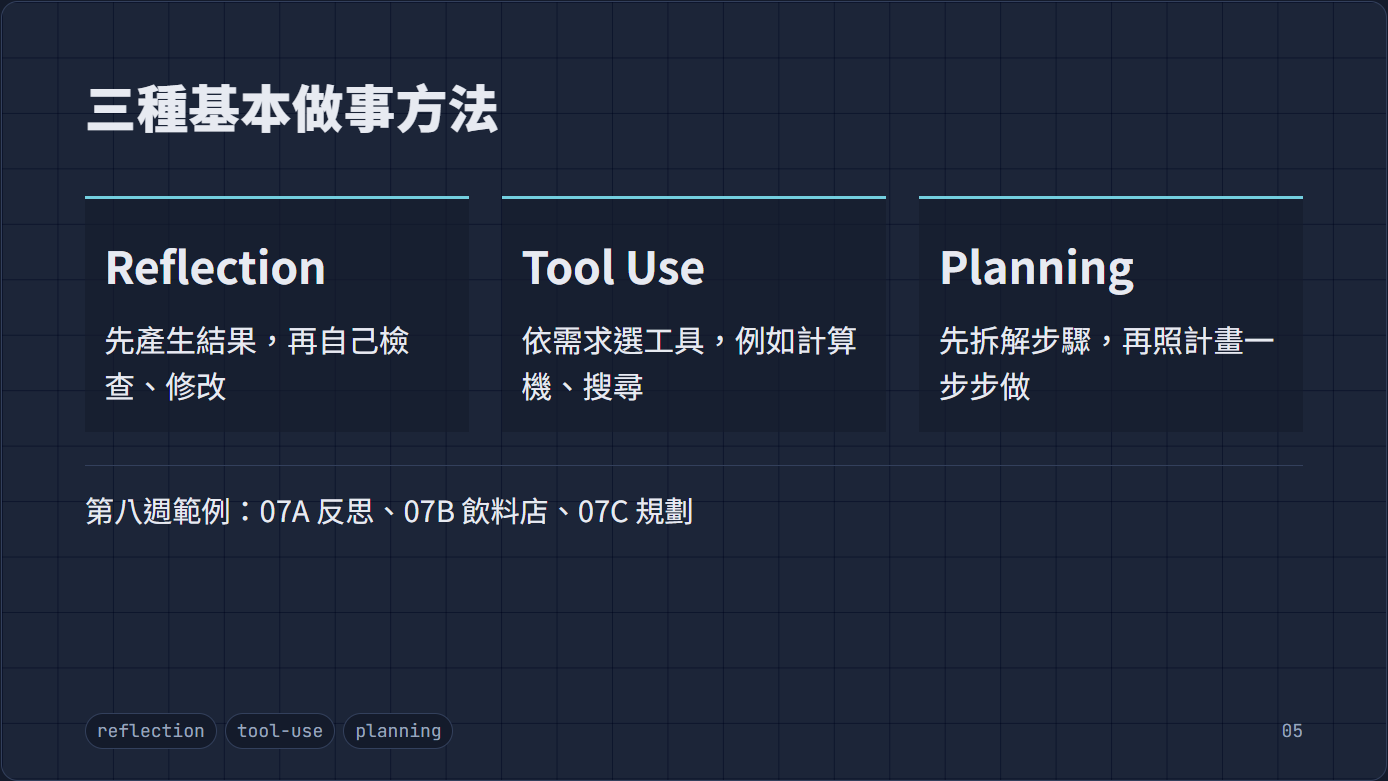 三種基本做事方法
Reflection
先產生結果，再自己檢
查、修改
Tool Use
依需求選工具，例如計算
機、搜尋
Planning
先拆解步驟，再照計畫一
步步做
第八週範例：07A 反思、07B 飲料店、07C 規劃
reflection
tool-use
planning
05